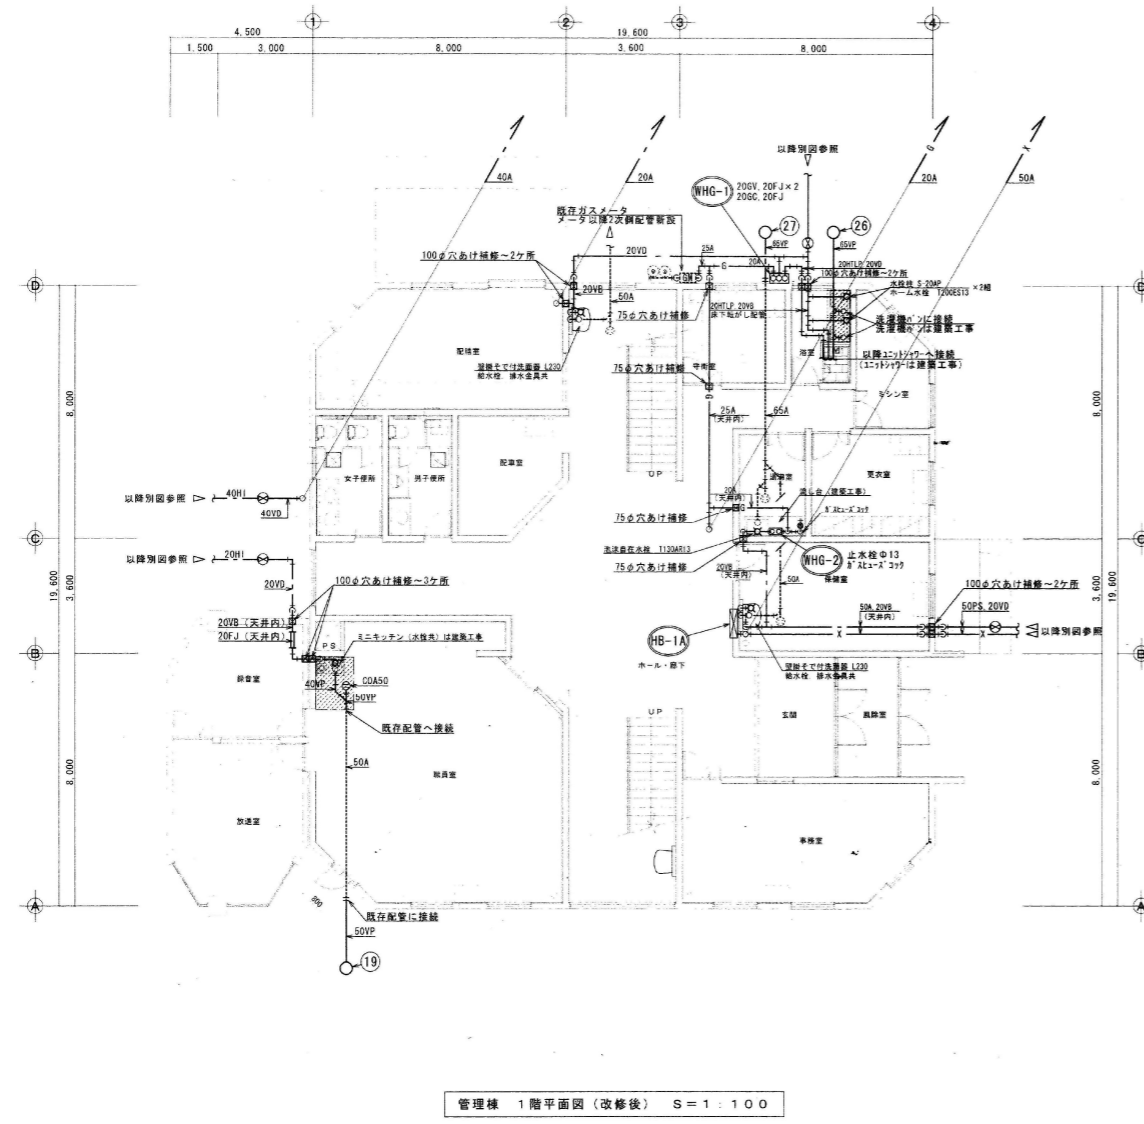 1
2
3
4
4,500
19,600
1,500
3,000
8,000
3,600
8,000
以降別図参照
40A
20A
G
20A
X
50A
WHG-1
20GV, 20FJ×2
20GC, 20FJ
既存ガスメータ
メータ以降2次側配管新設
27
26
65VP
65VP
20VD
25A
G
20A
X
100φ穴あけ補修~2ケ所
20HTLP 20VD
100φ穴あけ補修~2ケ所
D
GM
水栓柱 S-20AP
ホーム水栓 T200ES13
×2組
20VB
50A
75φ穴あけ補修
20HTLP 20VB
床下転がし配管
洗濯機パンに接続
洗濯機パンは建築工事
浴室
以降ユニットシャワーへ接続
(ユニットシャワーは建築工事)
壁掛そで付洗面器 L230
給水栓, 排水金具共
75φ穴あけ補修
守衛室
ミシン室
8,000
8,000
G
25A
(天井内)
65A
UP
配車室
女子便所
男子便所
更衣室
以降別図参照
40HI
40VD
20A
(天井内)
流し台 (建築工事)
G
ガスヒューズコック
75φ穴あけ補修
C
泡沫自在水栓 T130AR13
75φ穴あけ補修
WHG-2
止水栓Φ13
ガスヒューズコック
保健室
以降別図参照
20HI
20VD
100φ穴あけ補修~3ケ所
20VB
(天井内)
50A
100φ穴あけ補修~2ケ所
19,600
3,600
3,600
19,600
20VB (天井内)
20FJ (天井内)
50A, 20VB
(天井内)
50PS, 20VD
X
X
以降別図参照
HB-1A
ホール・廊下
PS
ミニキッチン (水栓共) は建築工事
B
B
壁掛そで付洗面器 L230
給水栓, 排水金具共
録音室
40VP
COA50
50VP
既存配管へ接続
UP
玄関
風除室
50A
職員室
8,000
8,000
放送室
事務室
800
A
A
既存配管に接続
50VP
19
管理棟 1階平面図 (改修後) S=1:100